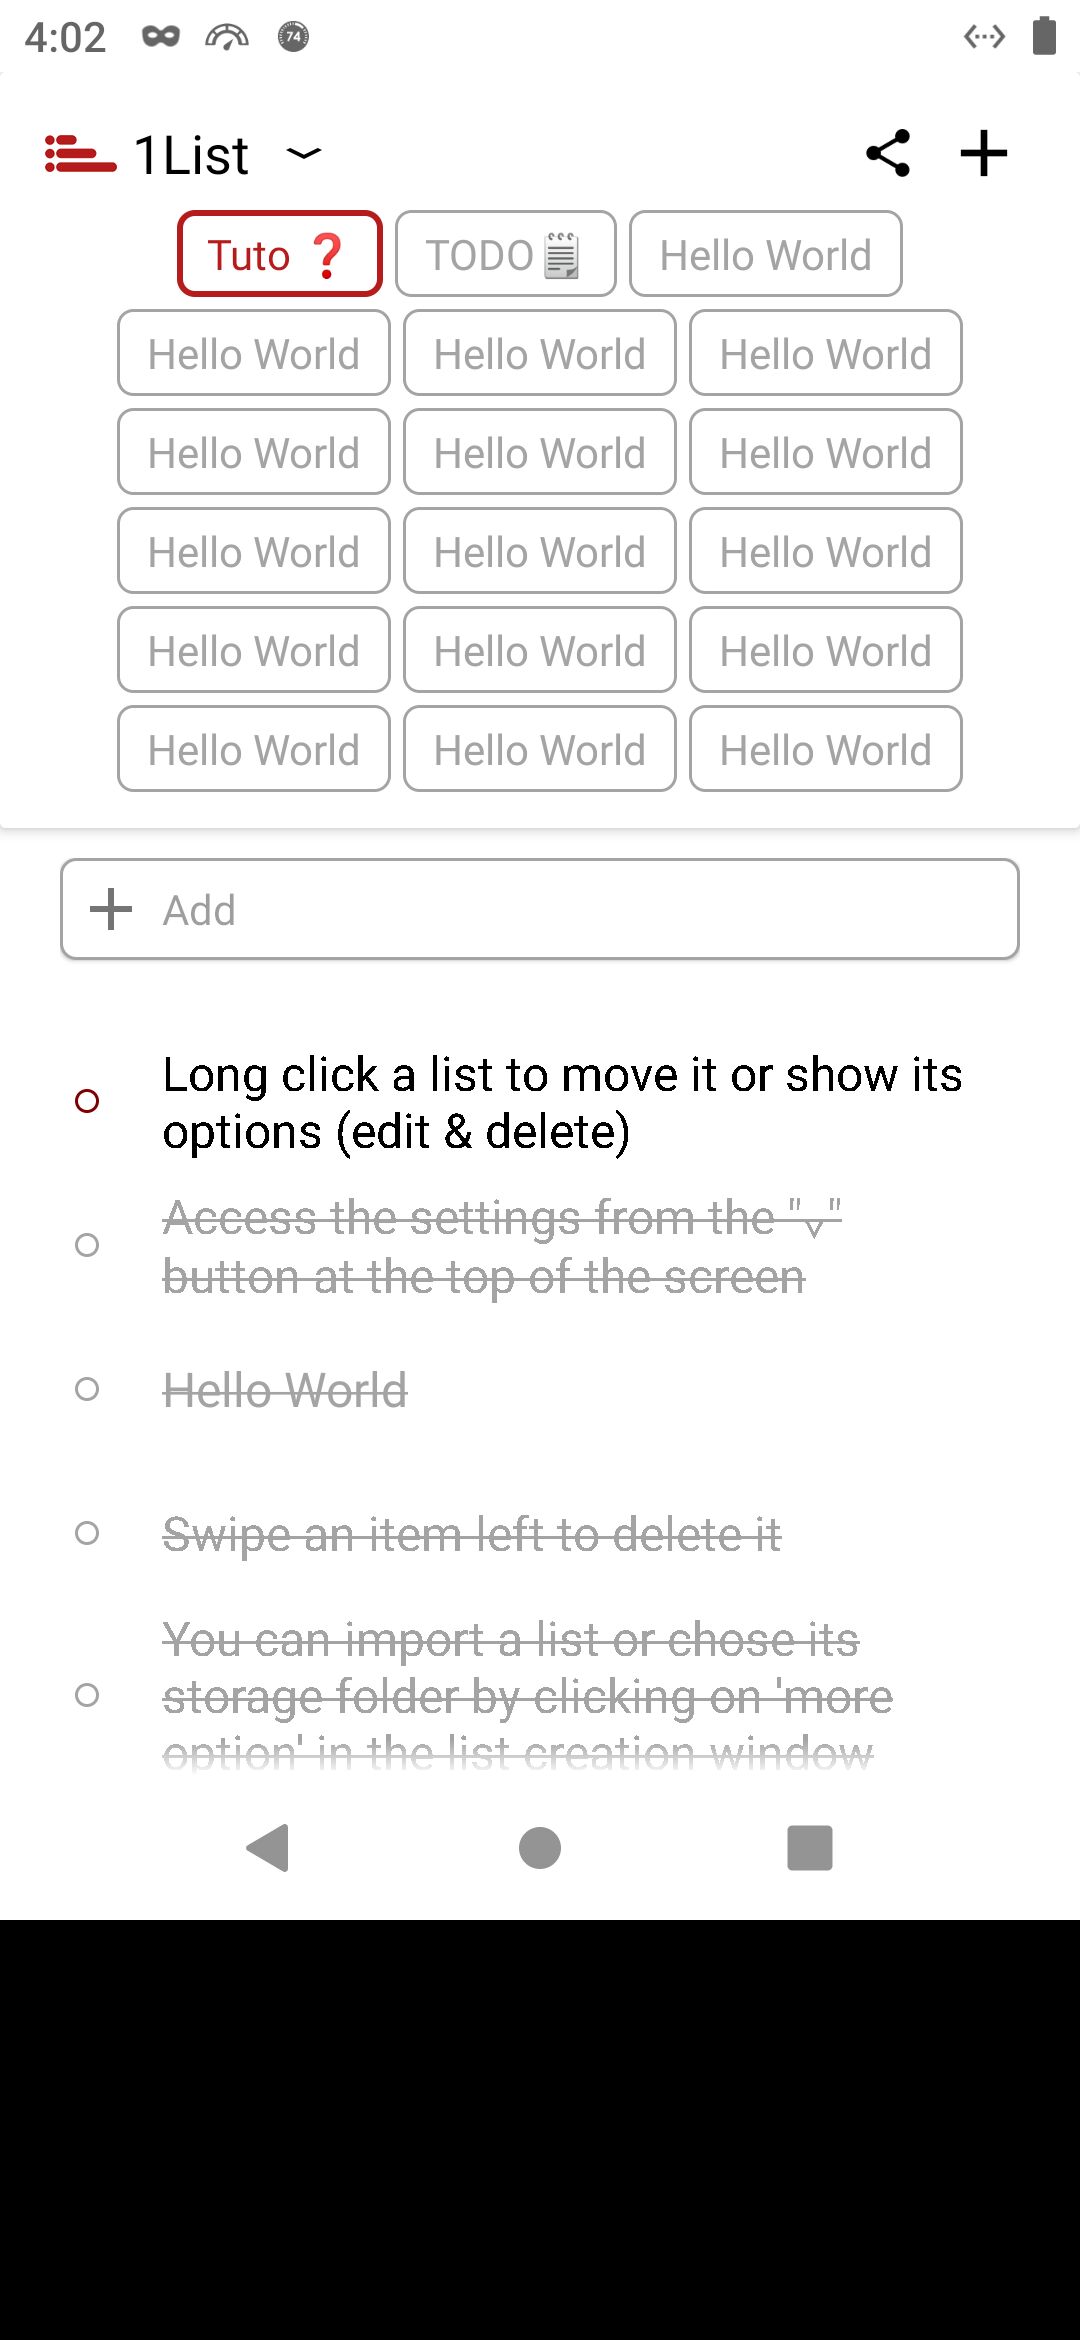 4:02
74
1List
Tuto ❓ TODO🗒 Hello World
Hello World Hello World Hello World
Hello World Hello World Hello World
Hello World Hello World Hello World
Hello World Hello World Hello World
Hello World Hello World Hello World
Add
Long click a list to move it or show its
options (edit & delete)
Access the settings from the "⌄"
button at the top of the screen
Hello World
Swipe an item left to delete it
You can import a list or chose its
storage folder by clicking on 'more
option' in the list creation window